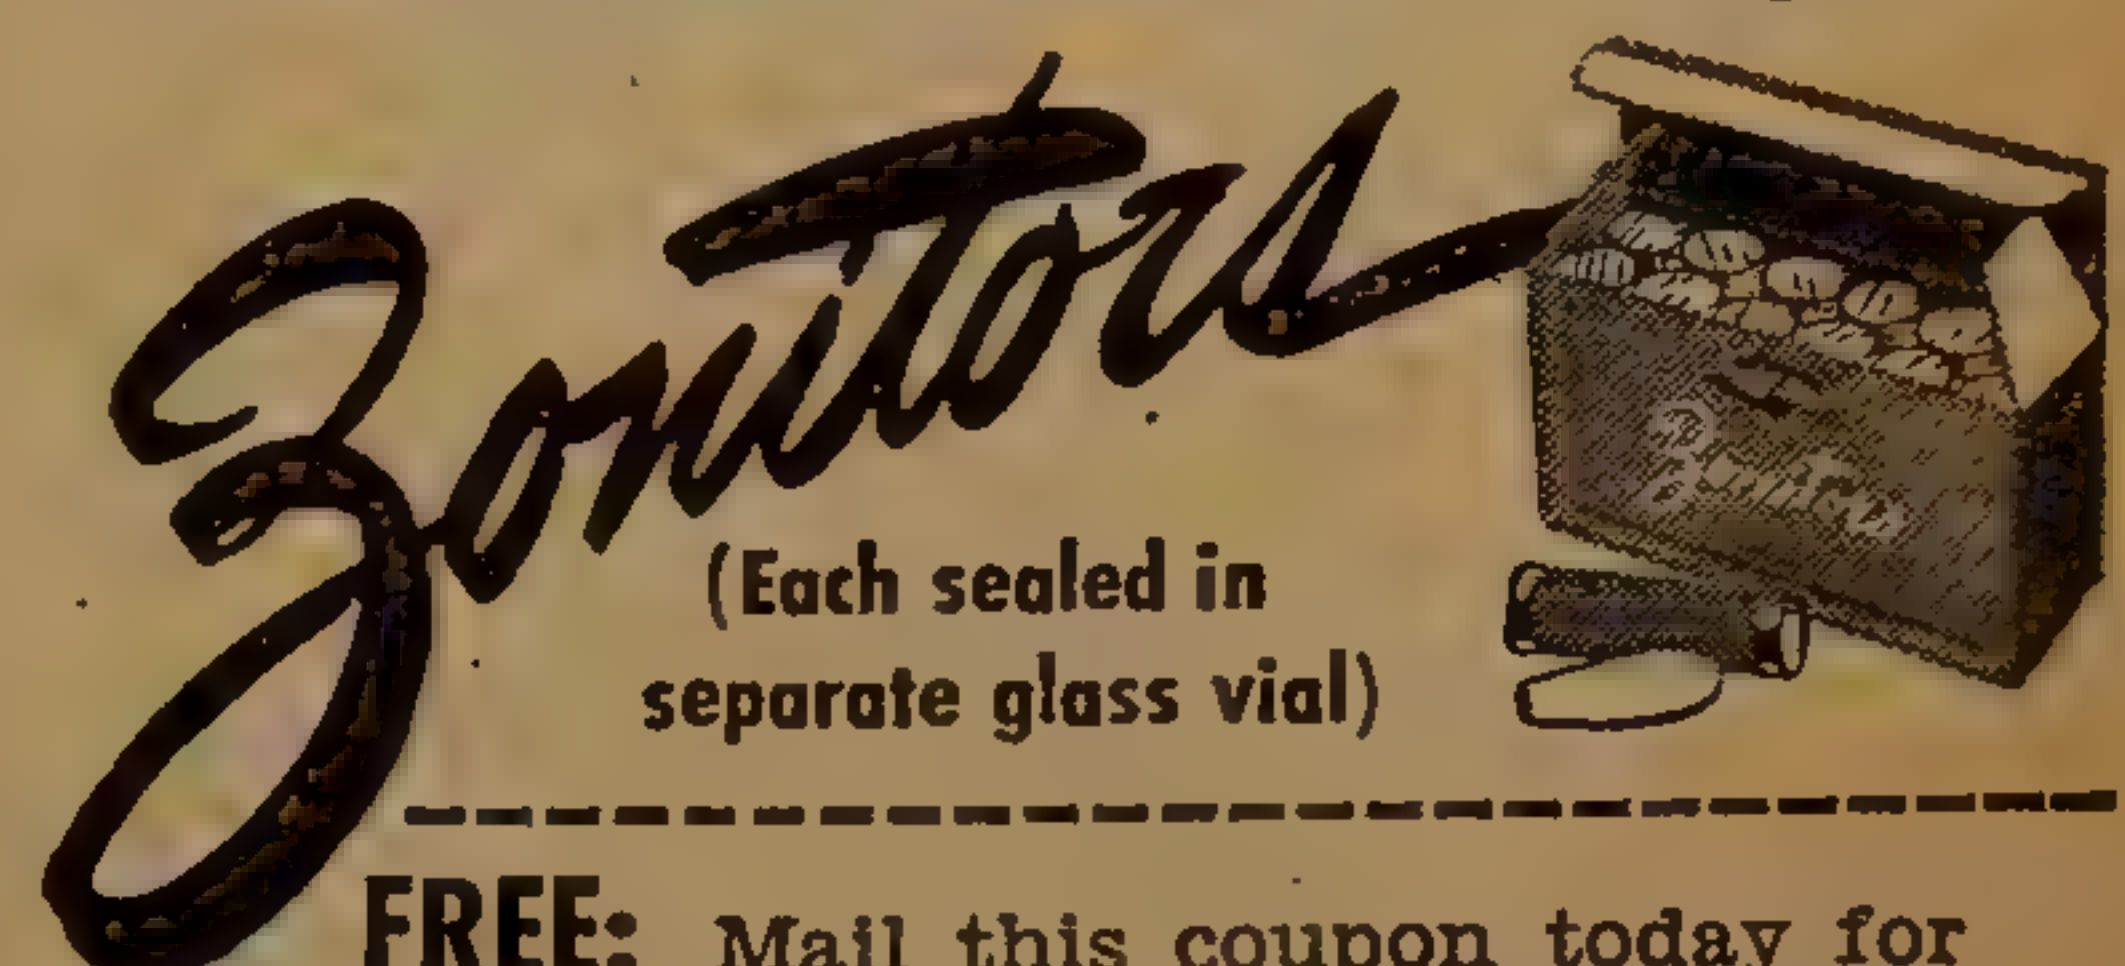 Zonitors
(Each sealed in
separate glass vial)
FREE: Mail this coupon today for